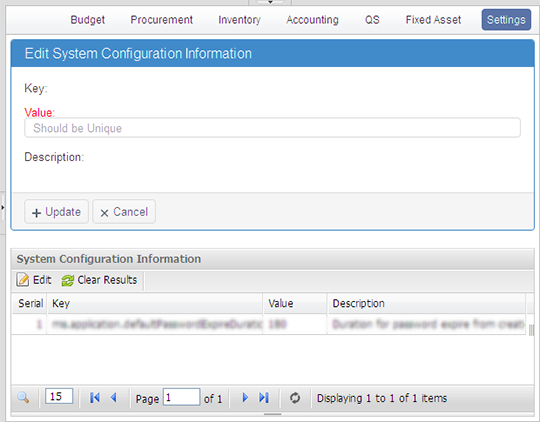 Budget Procurement Inventory Accounting QS Fixed Asset Settings
Edit System Configuration Information
Key:
Value:
Should be Unique
Description:
+ Update × Cancel
System Configuration Information
Edit Clear Results
Serial Key Value Description
1 ms.application.defaultPasswordExpireDuratio 180 Duration for password expire from creati
15 Page 1 of 1 Displaying 1 to 1 of 1 items